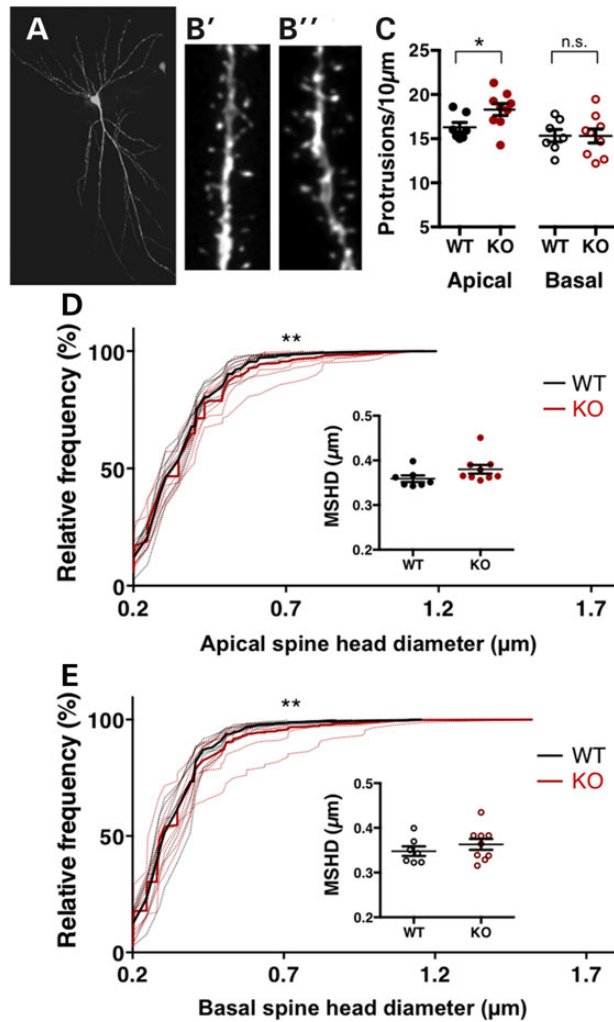 A
B′
B′′
C
Protrusions/10µm
25
20
15
10
5
*
n.s.
WT
KO
WT
KO
Apical
Basal
D
Relative frequency (%)
100
50
0
**
WT
KO
MSHD (µm)
0.5
0.4
0.3
0.2
WT
KO
0.2
0.7
1.2
1.7
Apical spine head diameter (µm)
E
Relative frequency (%)
100
50
0
**
WT
KO
MSHD (µm)
0.5
0.4
0.3
0.2
WT
KO
0.2
0.7
1.2
1.7
Basal spine head diameter (µm)